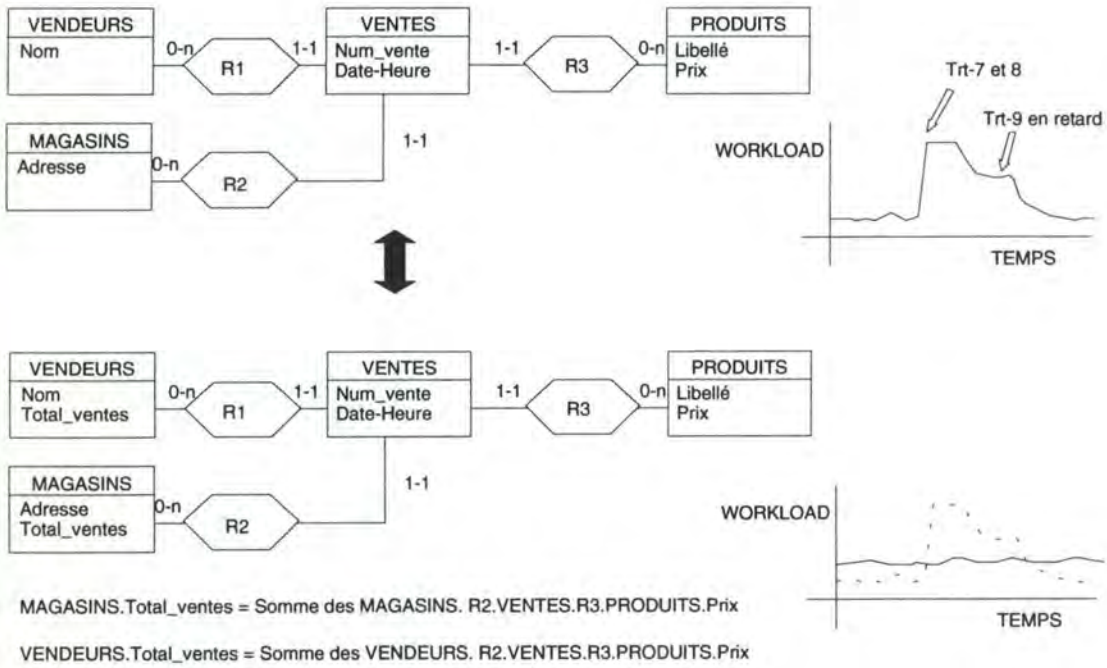 VENDEURS
Nom
0-n
R1
1-1
VENTES
Num_vente
Date-Heure
1-1
R3
0-n
PRODUITS
Libellé
Prix
MAGASINS
Adresse
0-n
R2
1-1
Trt-7 et 8
Trt-9 en retard
WORKLOAD
TEMPS
VENDEURS
Nom
Total_ventes
0-n
R1
1-1
VENTES
Num_vente
Date-Heure
1-1
R3
0-n
PRODUITS
Libellé
Prix
MAGASINS
Adresse
Total_ventes
0-n
R2
1-1
WORKLOAD
TEMPS
MAGASINS.Total_ventes = Somme des MAGASINS. R2.VENTES.R3.PRODUITS.Prix
VENDEURS.Total_ventes = Somme des VENDEURS. R2.VENTES.R3.PRODUITS.Prix